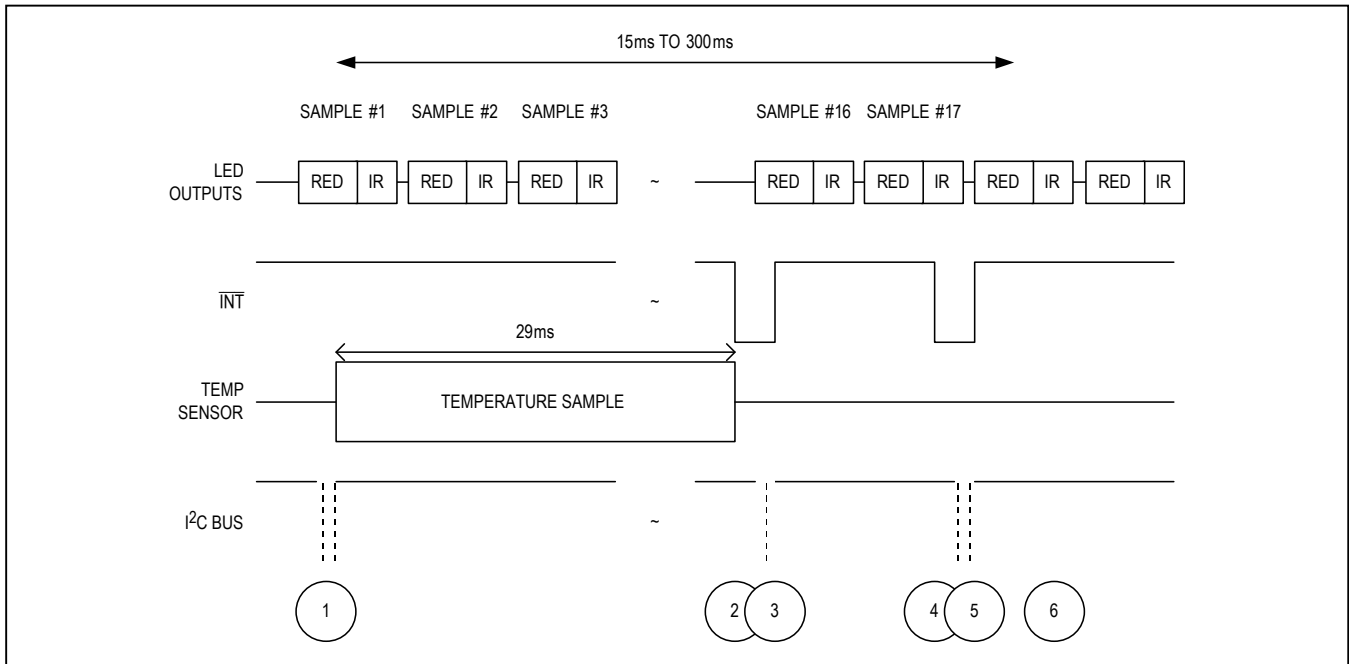 15ms TO 300ms
SAMPLE #1 SAMPLE #2 SAMPLE #3 SAMPLE #16 SAMPLE #17
LED
OUTPUTS
RED IR RED IR RED IR ~ RED IR RED IR RED IR RED IR
INT ~
29ms
TEMP
SENSOR
TEMPERATURE SAMPLE
I²C BUS ~
1 2 3 4 5 6